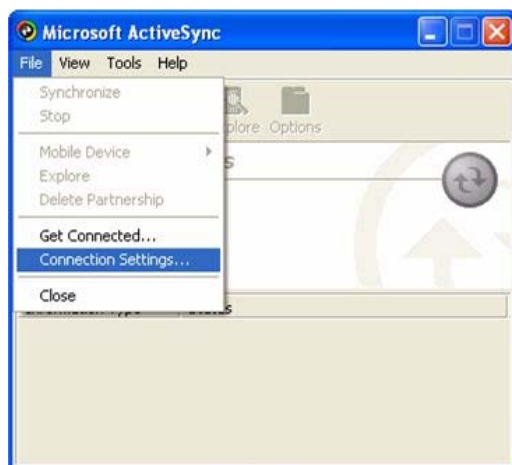 Microsoft ActiveSync
File View Tools Help
Synchronize
Stop
Mobile Device
Explore
Delete Partnership
Get Connected...
Connection Settings...
Close
Options